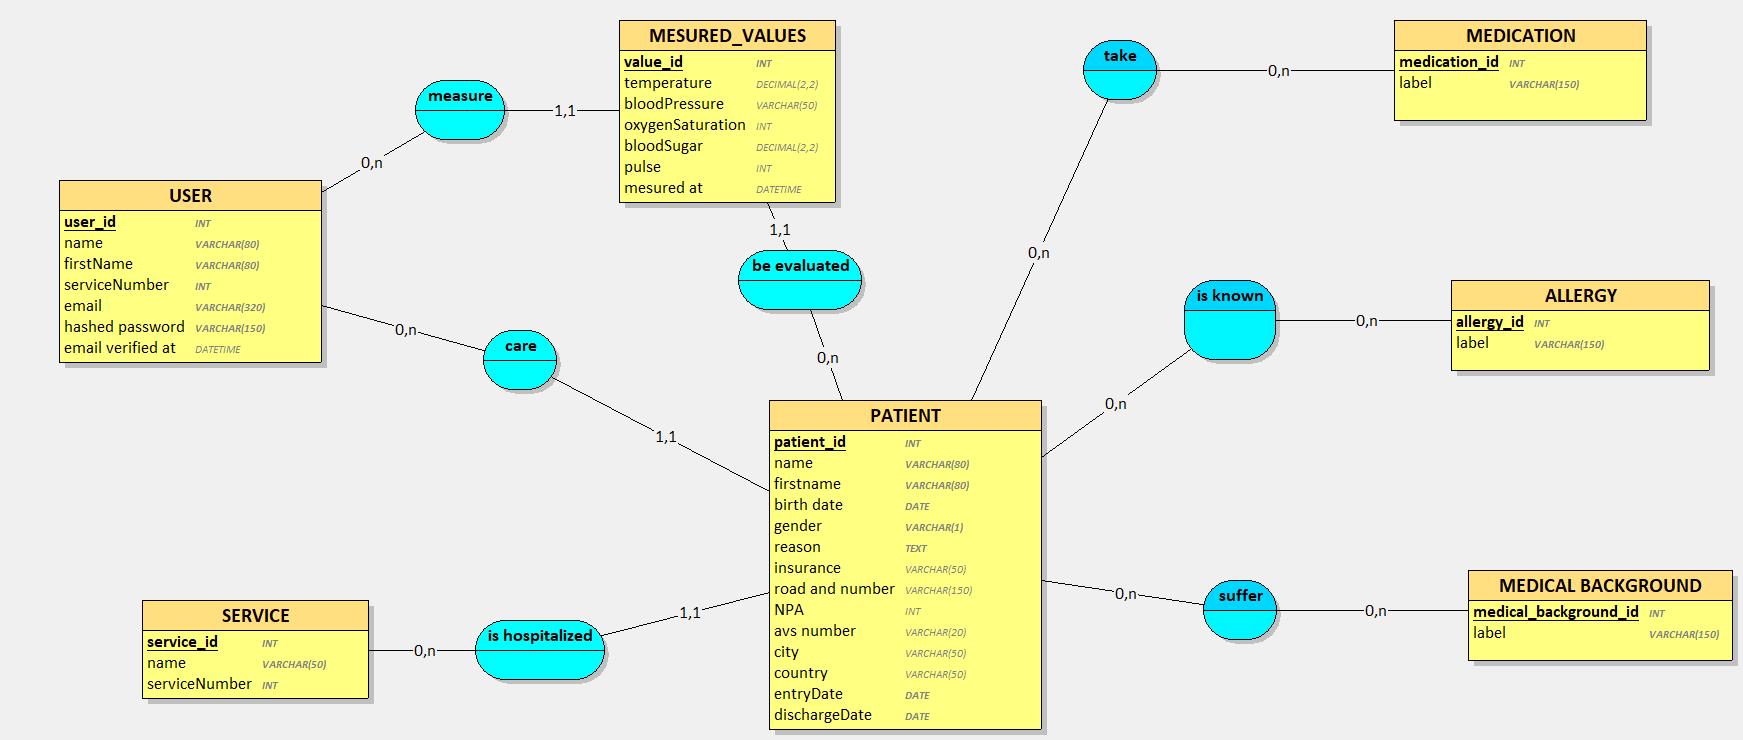 MESURED_VALUES
value_id INT
temperature DECIMAL(2,2)
bloodPressure VARCHAR(50)
oxygenSaturation INT
bloodSugar DECIMAL(2,2)
pulse INT
mesured at DATETIME
take
0,n
0,n
MEDICATION
medication_id INT
label VARCHAR(150)
measure
1,1
0,n
USER
user_id INT
name VARCHAR(80)
firstName VARCHAR(80)
serviceNumber INT
email VARCHAR(320)
hashed password VARCHAR(150)
email verified at DATETIME
1,1
be evaluated
0,n
is known
0,n
0,n
ALLERGY
allergy_id INT
label VARCHAR(150)
0,n
care
1,1
PATIENT
patient_id INT
name VARCHAR(80)
firstname VARCHAR(80)
birth date DATE
gender VARCHAR(1)
reason TEXT
insurance VARCHAR(50)
road and number VARCHAR(150)
NPA INT
avs number VARCHAR(20)
city VARCHAR(50)
country VARCHAR(50)
entryDate DATE
dischargeDate DATE
SERVICE
service_id INT
name VARCHAR(50)
serviceNumber INT
0,n
is hospitalized
1,1
0,n
suffer
0,n
MEDICAL BACKGROUND
medical_background_id INT
label VARCHAR(150)